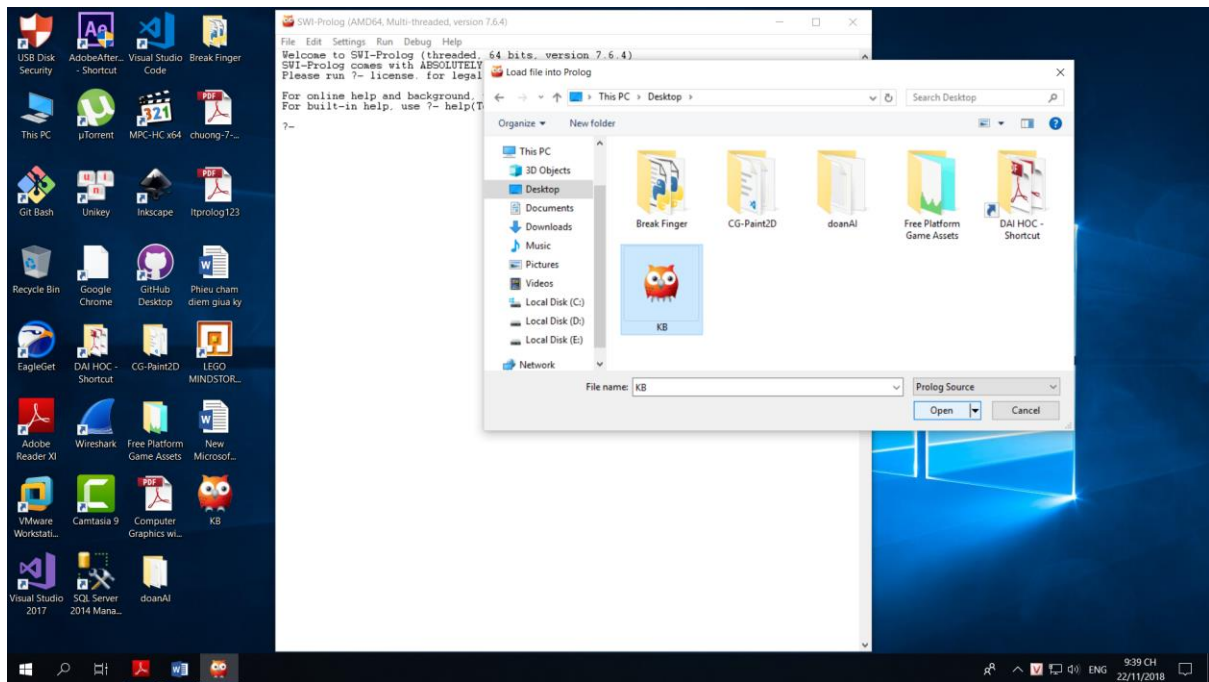 USB Disk
Security
AdobeAfter...
- Shortcut
Visual Studio
Code
Break Finger
This PC
µTorrent
MPC-HC x64
chuong-7-...
Git Bash
Unikey
Inkscape
ltprolog123
Recycle Bin
Google
Chrome
GitHub
Desktop
Phieu cham
diem giua ky
EagleGet
DAI HOC -
Shortcut
CG-Paint2D
LEGO
MINDSTOR...
Adobe
Reader XI
Wireshark
Free Platform
Game Assets
New
Microsof...
VMware
Workstati...
Camtasia 9
Computer
Graphics wi...
KB
Visual Studio
2017
SQL Server
2014 Mana...
doanAI
SWI-Prolog (AMD64, Multi-threaded, version 7.6.4)
File Edit Settings Run Debug Help
Welcome to SWI-Prolog (threaded, 64 bits, version 7.6.4)
SWI-Prolog comes with ABSOLUTELY
Please run ?- license. for legal
For online help and background,
For built-in help, use ?- help(T
?-
Load file into Prolog
This PC > Desktop >
Search Desktop
Organize
New folder
This PC
3D Objects
Desktop
Documents
Downloads
Music
Pictures
Videos
Local Disk (C:)
Local Disk (D:)
Local Disk (E:)
Network
Break Finger
CG-Paint2D
doanAI
Free Platform
Game Assets
DAI HOC -
Shortcut
KB
File name: KB
Prolog Source
Open
Cancel
ENG
9:39 CH
22/11/2018